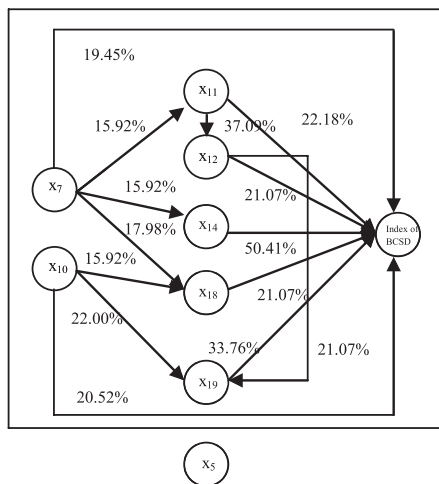 19.45%
x11
37.09%
22.18%
15.92%
x12
x7
15.92%
21.07%
x14
Index of
BCSD
17.98%
50.41%
15.92%
x10
x18
21.07%
22.00%
33.76%
21.07%
x19
20.52%
x5